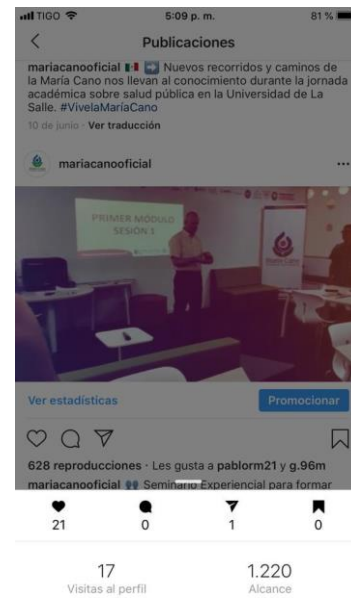 TIGO 5:09 p. m. 81 %
Publicaciones
mariacanooficial 🇲🇽 ➡️ Nuevos recorridos y caminos de
la María Cano nos llevan al conocimiento durante la jornada
académica sobre salud pública en la Universidad de La
Salle. #VivelaMaríaCano
10 de junio · Ver traducción
mariacanooficial
PRIMER MÓDULO
SESIÓN 1
Ver estadísticas
Promocionar
628 reproducciones · Les gusta a pablorm21 y g.96m
mariacanooficial 👥 Seminario Experiencial para formar
21 0 1 0
17 1.220
Visitas al perfil Alcance